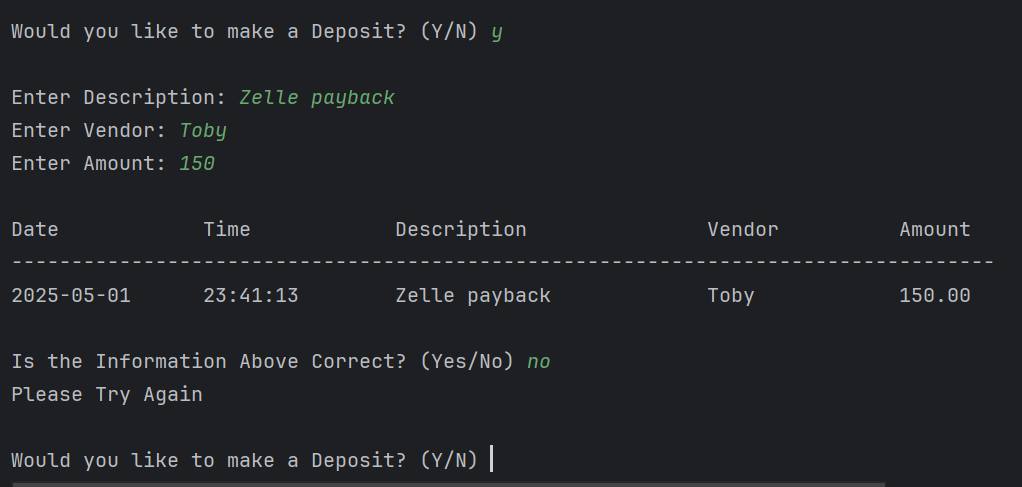 Would you like to make a Deposit? (Y/N) y
Enter Description: Zelle payback
Enter Vendor: Toby
Enter Amount: 150
Date Time Description Vendor Amount
----------------------------------------------------------------------------------
2025-05-01 23:41:13 Zelle payback Toby 150.00
Is the Information Above Correct? (Yes/No) no
Please Try Again
Would you like to make a Deposit? (Y/N)